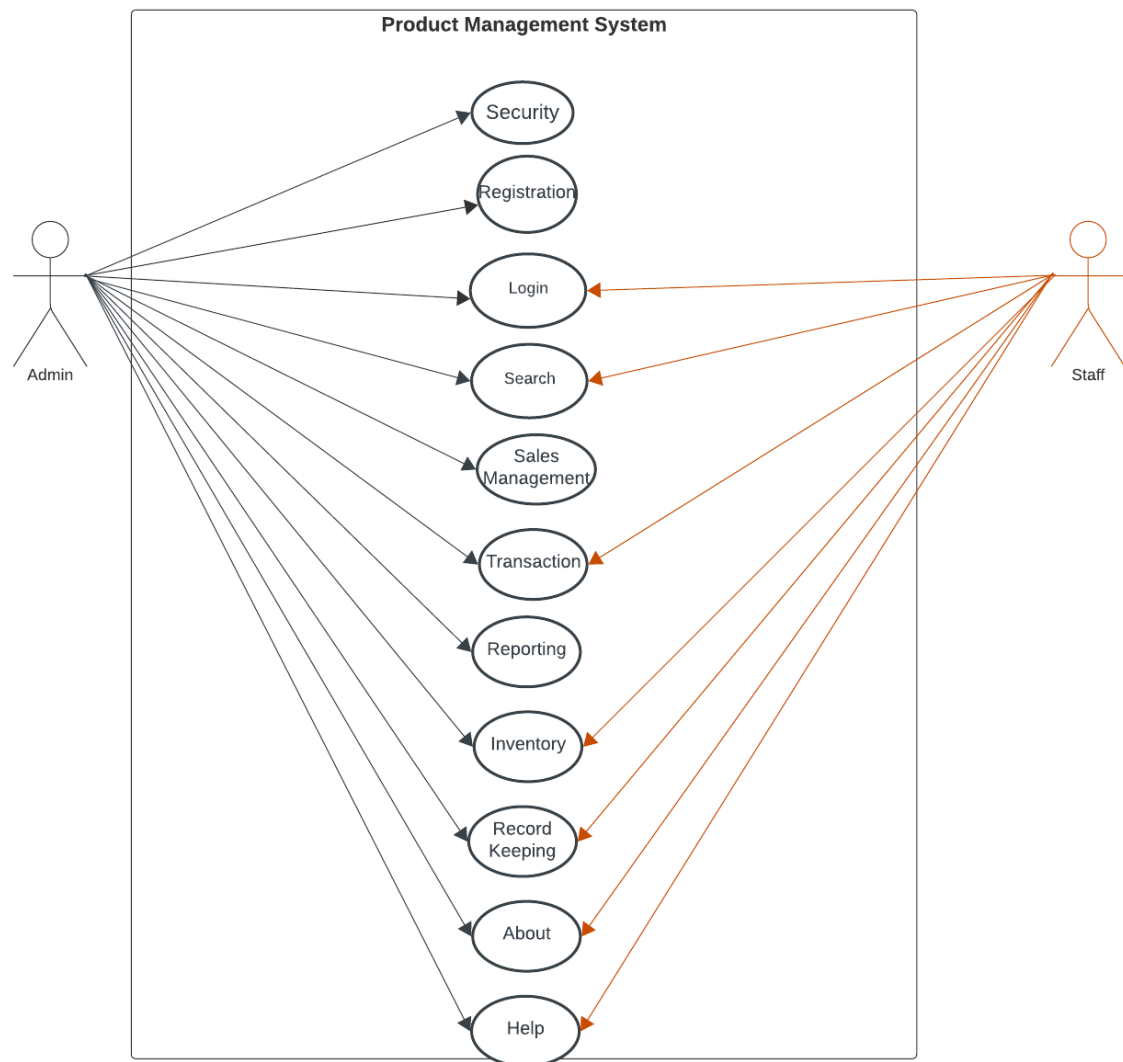 Product Management System
Security
Registration
Login
Search
Sales
Management
Transaction
Reporting
Inventory
Record
Keeping
About
Help
Admin
Staff